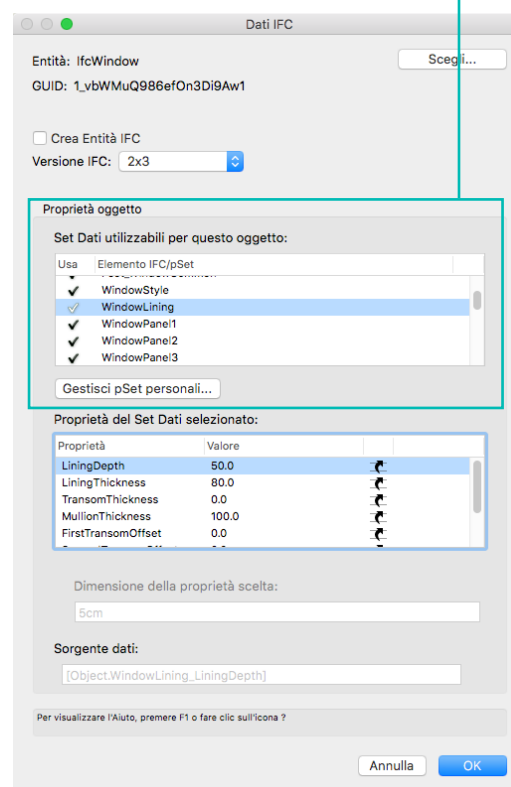 Dati IFC
Entità: IfcWindow
Scegli...
GUID: 1_vbWMuQ986efOn3Di9Aw1
Crea Entità IFC
Versione IFC: 2x3
Proprietà oggetto
Set Dati utilizzabili per questo oggetto:
Usa Elemento IFC/pSet
WindowStyle
WindowLining
WindowPanel1
WindowPanel2
WindowPanel3
Gestisci pSet personali...
Proprietà del Set Dati selezionato:
Proprietà Valore
LiningDepth 50.0
LiningThickness 80.0
TransomThickness 0.0
MullionThickness 100.0
FirstTransomOffset 0.0
Dimensione della proprietà scelta:
5cm
Sorgente dati:
[Object.WindowLining_LiningDepth]
Per visualizzare l'Aiuto, premere F1 o fare clic sull'icona ?
Annulla OK